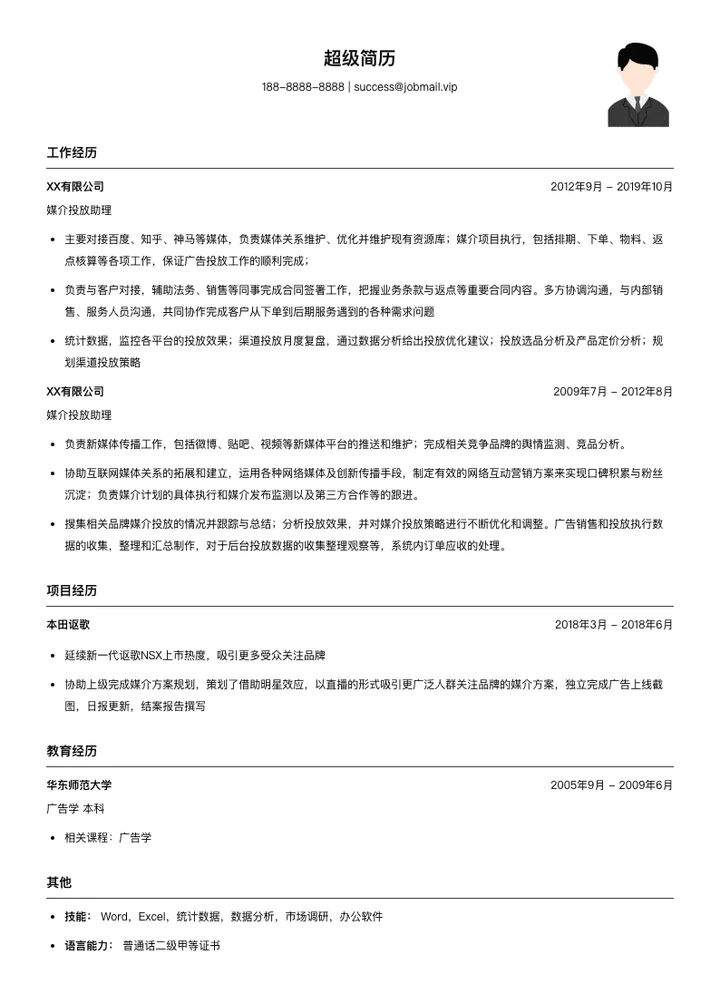 超级简历
188-8888-8888 | success@jobmail.vip
工作经历
XX有限公司 2012年9月 – 2019年10月
媒介投放助理
• 主要对接百度、知乎、神马等媒体，负责媒体关系维护、优化并维护现有资源库；媒介项目执行，包括排期、下单、物料、返
点核算等各项工作，保证广告投放工作的顺利完成；
• 负责与客户对接，辅助法务、销售等同事完成合同签署工作，把握业务条款与返点等重要合同内容。多方协调沟通，与内部销
售、服务人员沟通，共同协作完成客户从下单到后期服务遇到的各种需求问题
• 统计数据，监控各平台的投放效果；渠道投放月度复盘，通过数据分析给出投放优化建议；投放选品分析及产品定价分析；规
划渠道投放策略
XX有限公司 2009年7月 – 2012年8月
媒介投放助理
• 负责新媒体传播工作，包括微博、贴吧、视频等新媒体平台的推送和维护；完成相关竞争品牌的舆情监测、竞品分析。
• 协助互联网媒体关系的拓展和建立，运用各种网络媒体及创新传播手段，制定有效的网络互动营销方案来实现口碑积累与粉丝
沉淀；负责媒介计划的具体执行和媒介发布监测以及第三方合作等的跟进。
• 搜集相关品牌媒介投放的情况并跟踪与总结；分析投放效果，并对媒介投放策略进行不断优化和调整。广告销售和投放执行数
据的收集，整理和汇总制作，对于后台投放数据的收集整理观察等，系统内订单应收的处理。
项目经历
本田讴歌 2018年3月 – 2018年6月
• 延续新一代讴歌NSX上市热度，吸引更多受众关注品牌
• 协助上级完成媒介方案规划，策划了借助明星效应，以直播的形式吸引更广泛人群关注品牌的媒介方案，独立完成广告上线截
图，日报更新，结案报告撰写
教育经历
华东师范大学 2005年9月 – 2009年6月
广告学 本科
• 相关课程：广告学
其他
• 技能： Word，Excel，统计数据，数据分析，市场调研，办公软件
• 语言能力： 普通话二级甲等证书